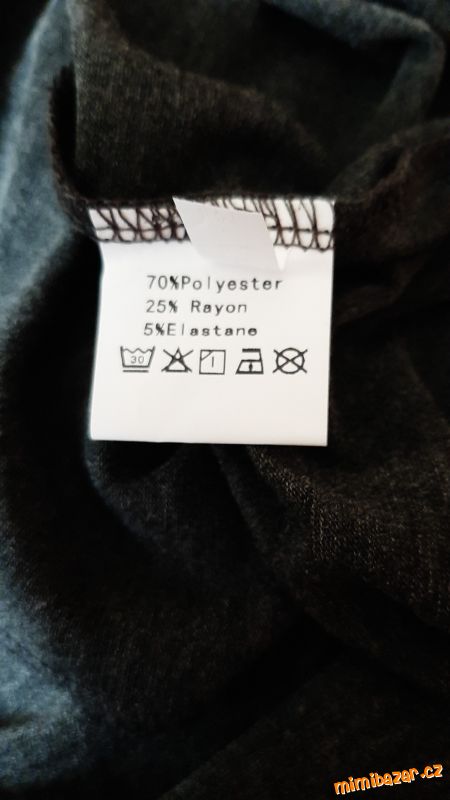 70%Polyester
25% Rayon
5%Elastane
30
mimibazar.cz